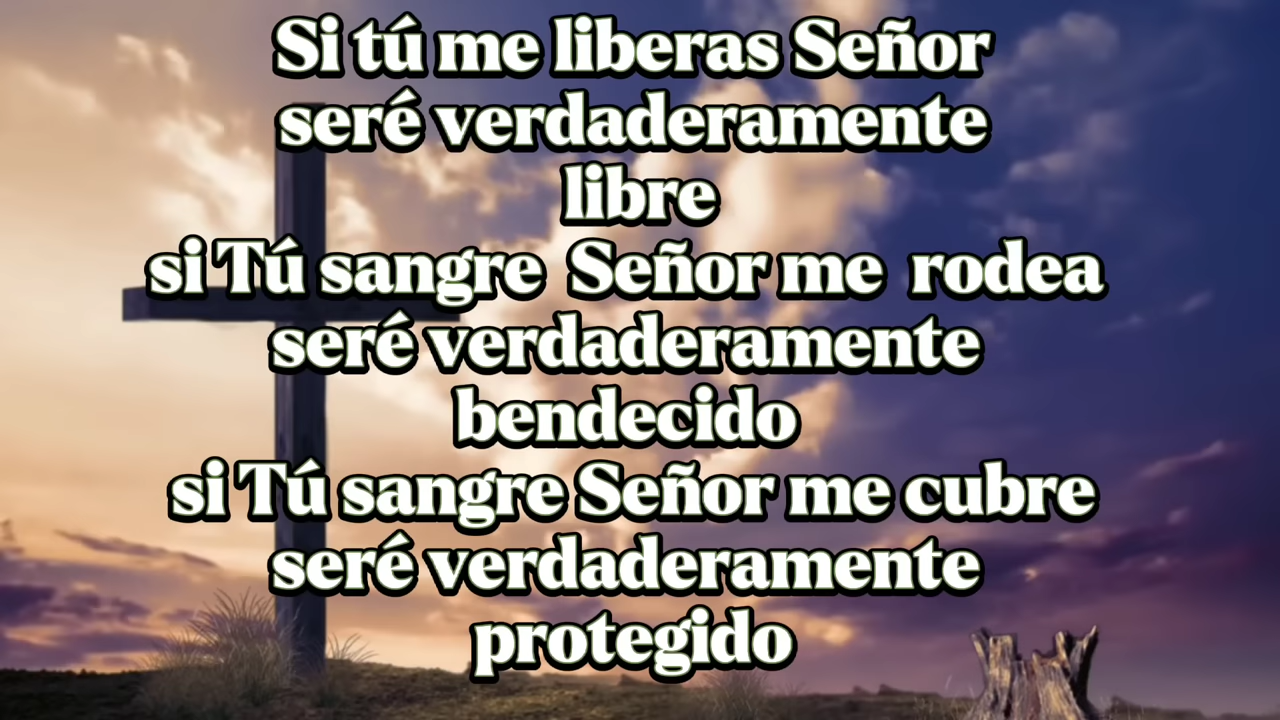 Si tú me liberas Señor
seré verdaderamente
libre
si Tú sangre Señor me rodea
seré verdaderamente
bendecido
si Tú sangre Señor me cubre
seré verdaderamente
protegido